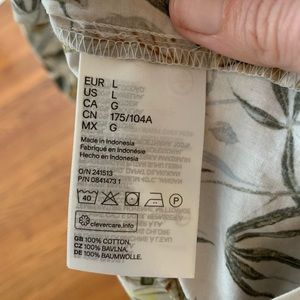 EUR L
US L
CA G
CN 175/104A
MX G
Made in Indonesia
Fabriqué en Indonésie
Hecho en Indonesia
O/N 241513
P/N 0841473 1
40
P
clevercare.info
GB 100% COTTON.
CZ 100% BAVLNA.
DE 100% BAUMWOLLE.